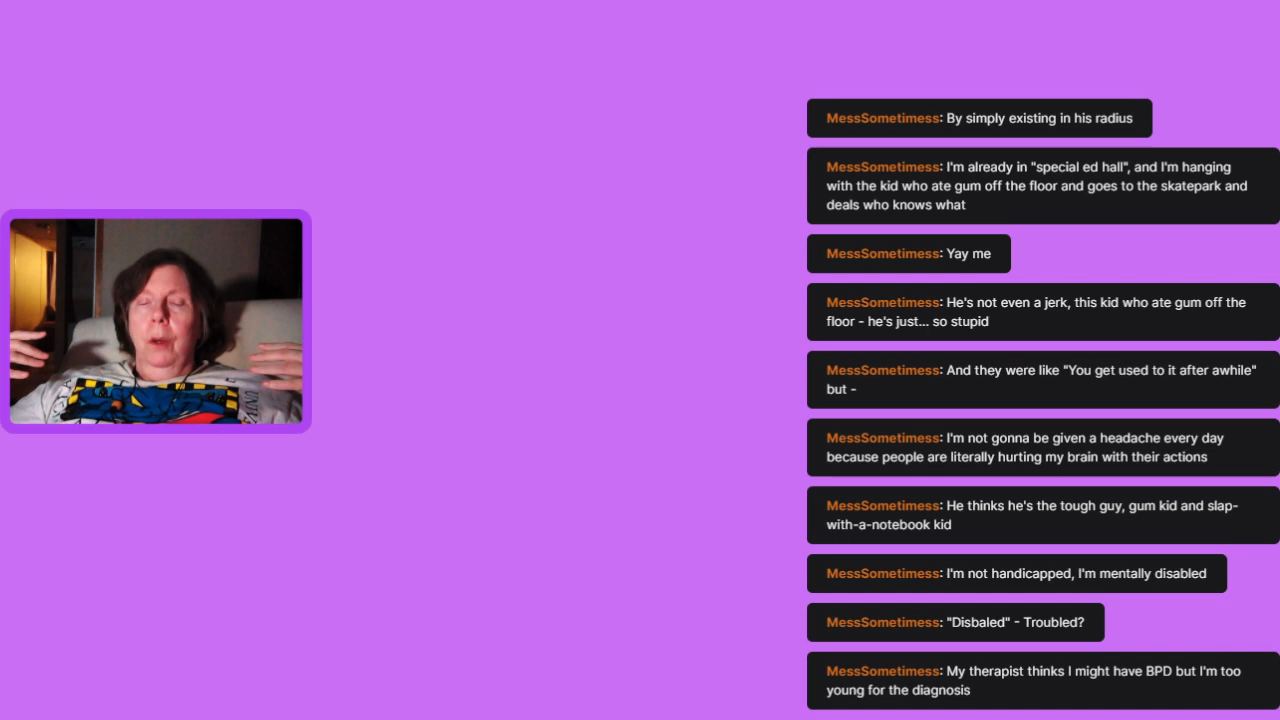 MessSometimess: By simply existing in his radius
MessSometimess: I'm already in "special ed hall", and I'm hanging
with the kid who ate gum off the floor and goes to the skatepark and
deals who knows what
MessSometimess: Yay me
MessSometimess: He's not even a jerk, this kid who ate gum off the
floor - he's just... so stupid
MessSometimess: And they were like "You get used to it after awhile"
but -
MessSometimess: I'm not gonna be given a headache every day
because people are literally hurting my brain with their actions
MessSometimess: He thinks he's the tough guy, gum kid and slap-
with-a-notebook kid
MessSometimess: I'm not handicapped, I'm mentally disabled
MessSometimess: "Disbaled" - Troubled?
MessSometimess: My therapist thinks I might have BPD but I'm too
young for the diagnosis